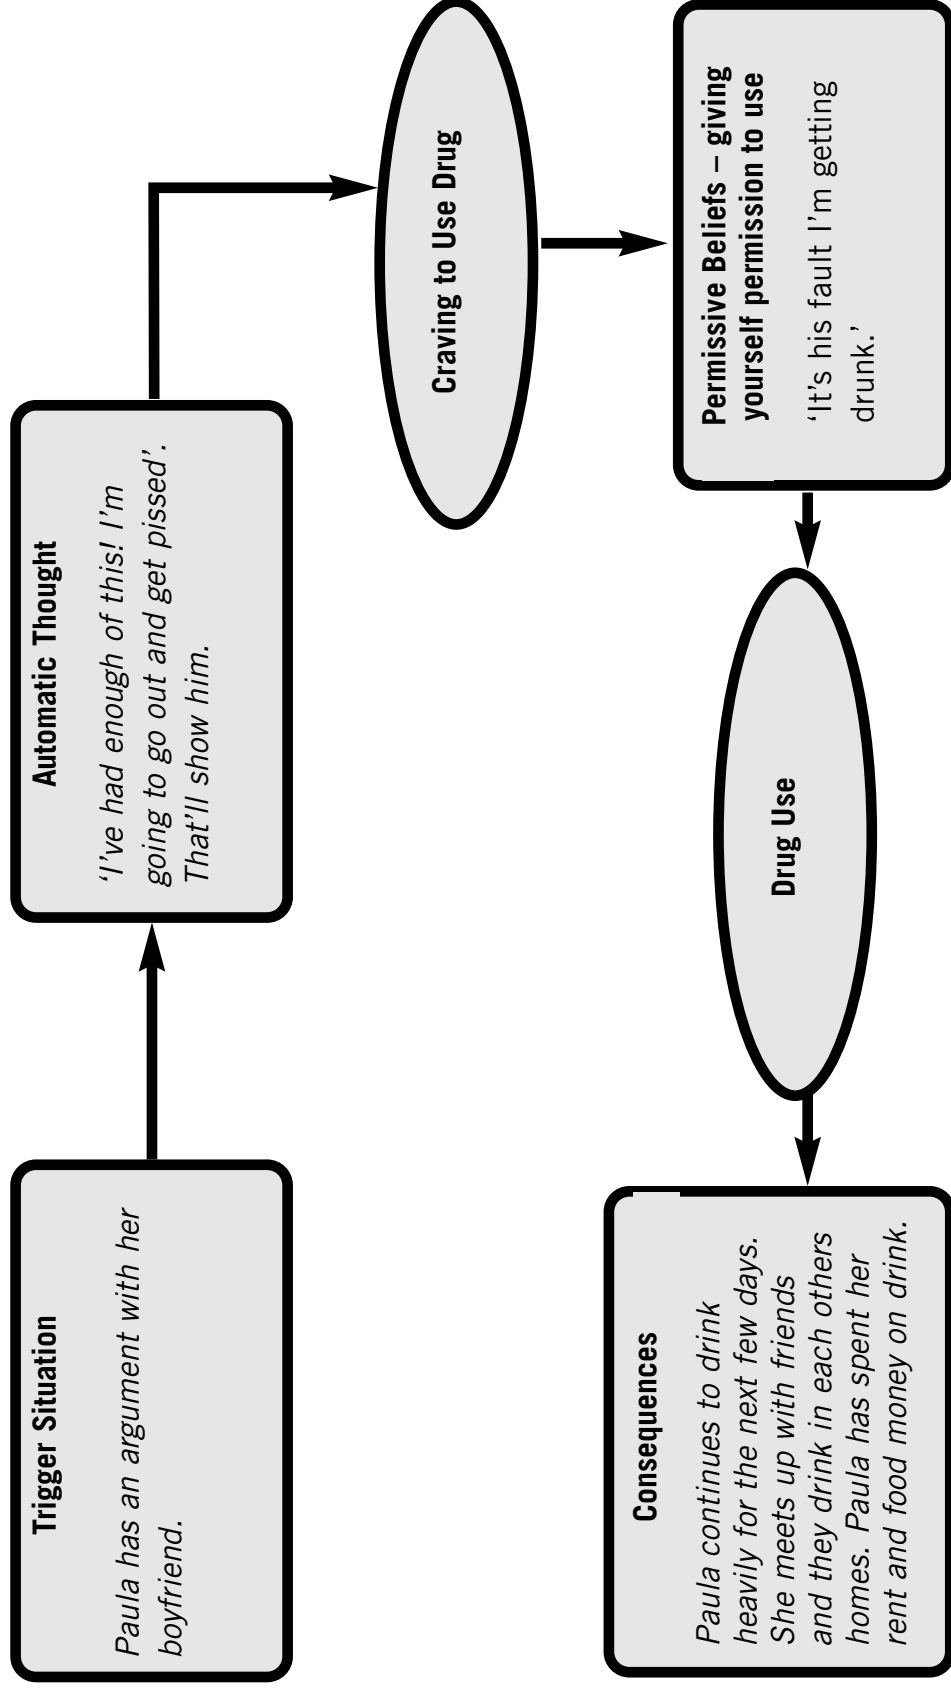 Trigger Situation
Paula has an argument with her
boyfriend.
Automatic Thought
‘I’ve had enough of this! I’m
going to go out and get pissed’.
That’ll show him.
Craving to Use Drug
Permissive Beliefs – giving
yourself permission to use
‘It’s his fault I’m getting
drunk.’
Drug Use
Consequences
Paula continues to drink
heavily for the next few days.
She meets up with friends
and they drink in each others
homes. Paula has spent her
rent and food money on drink.